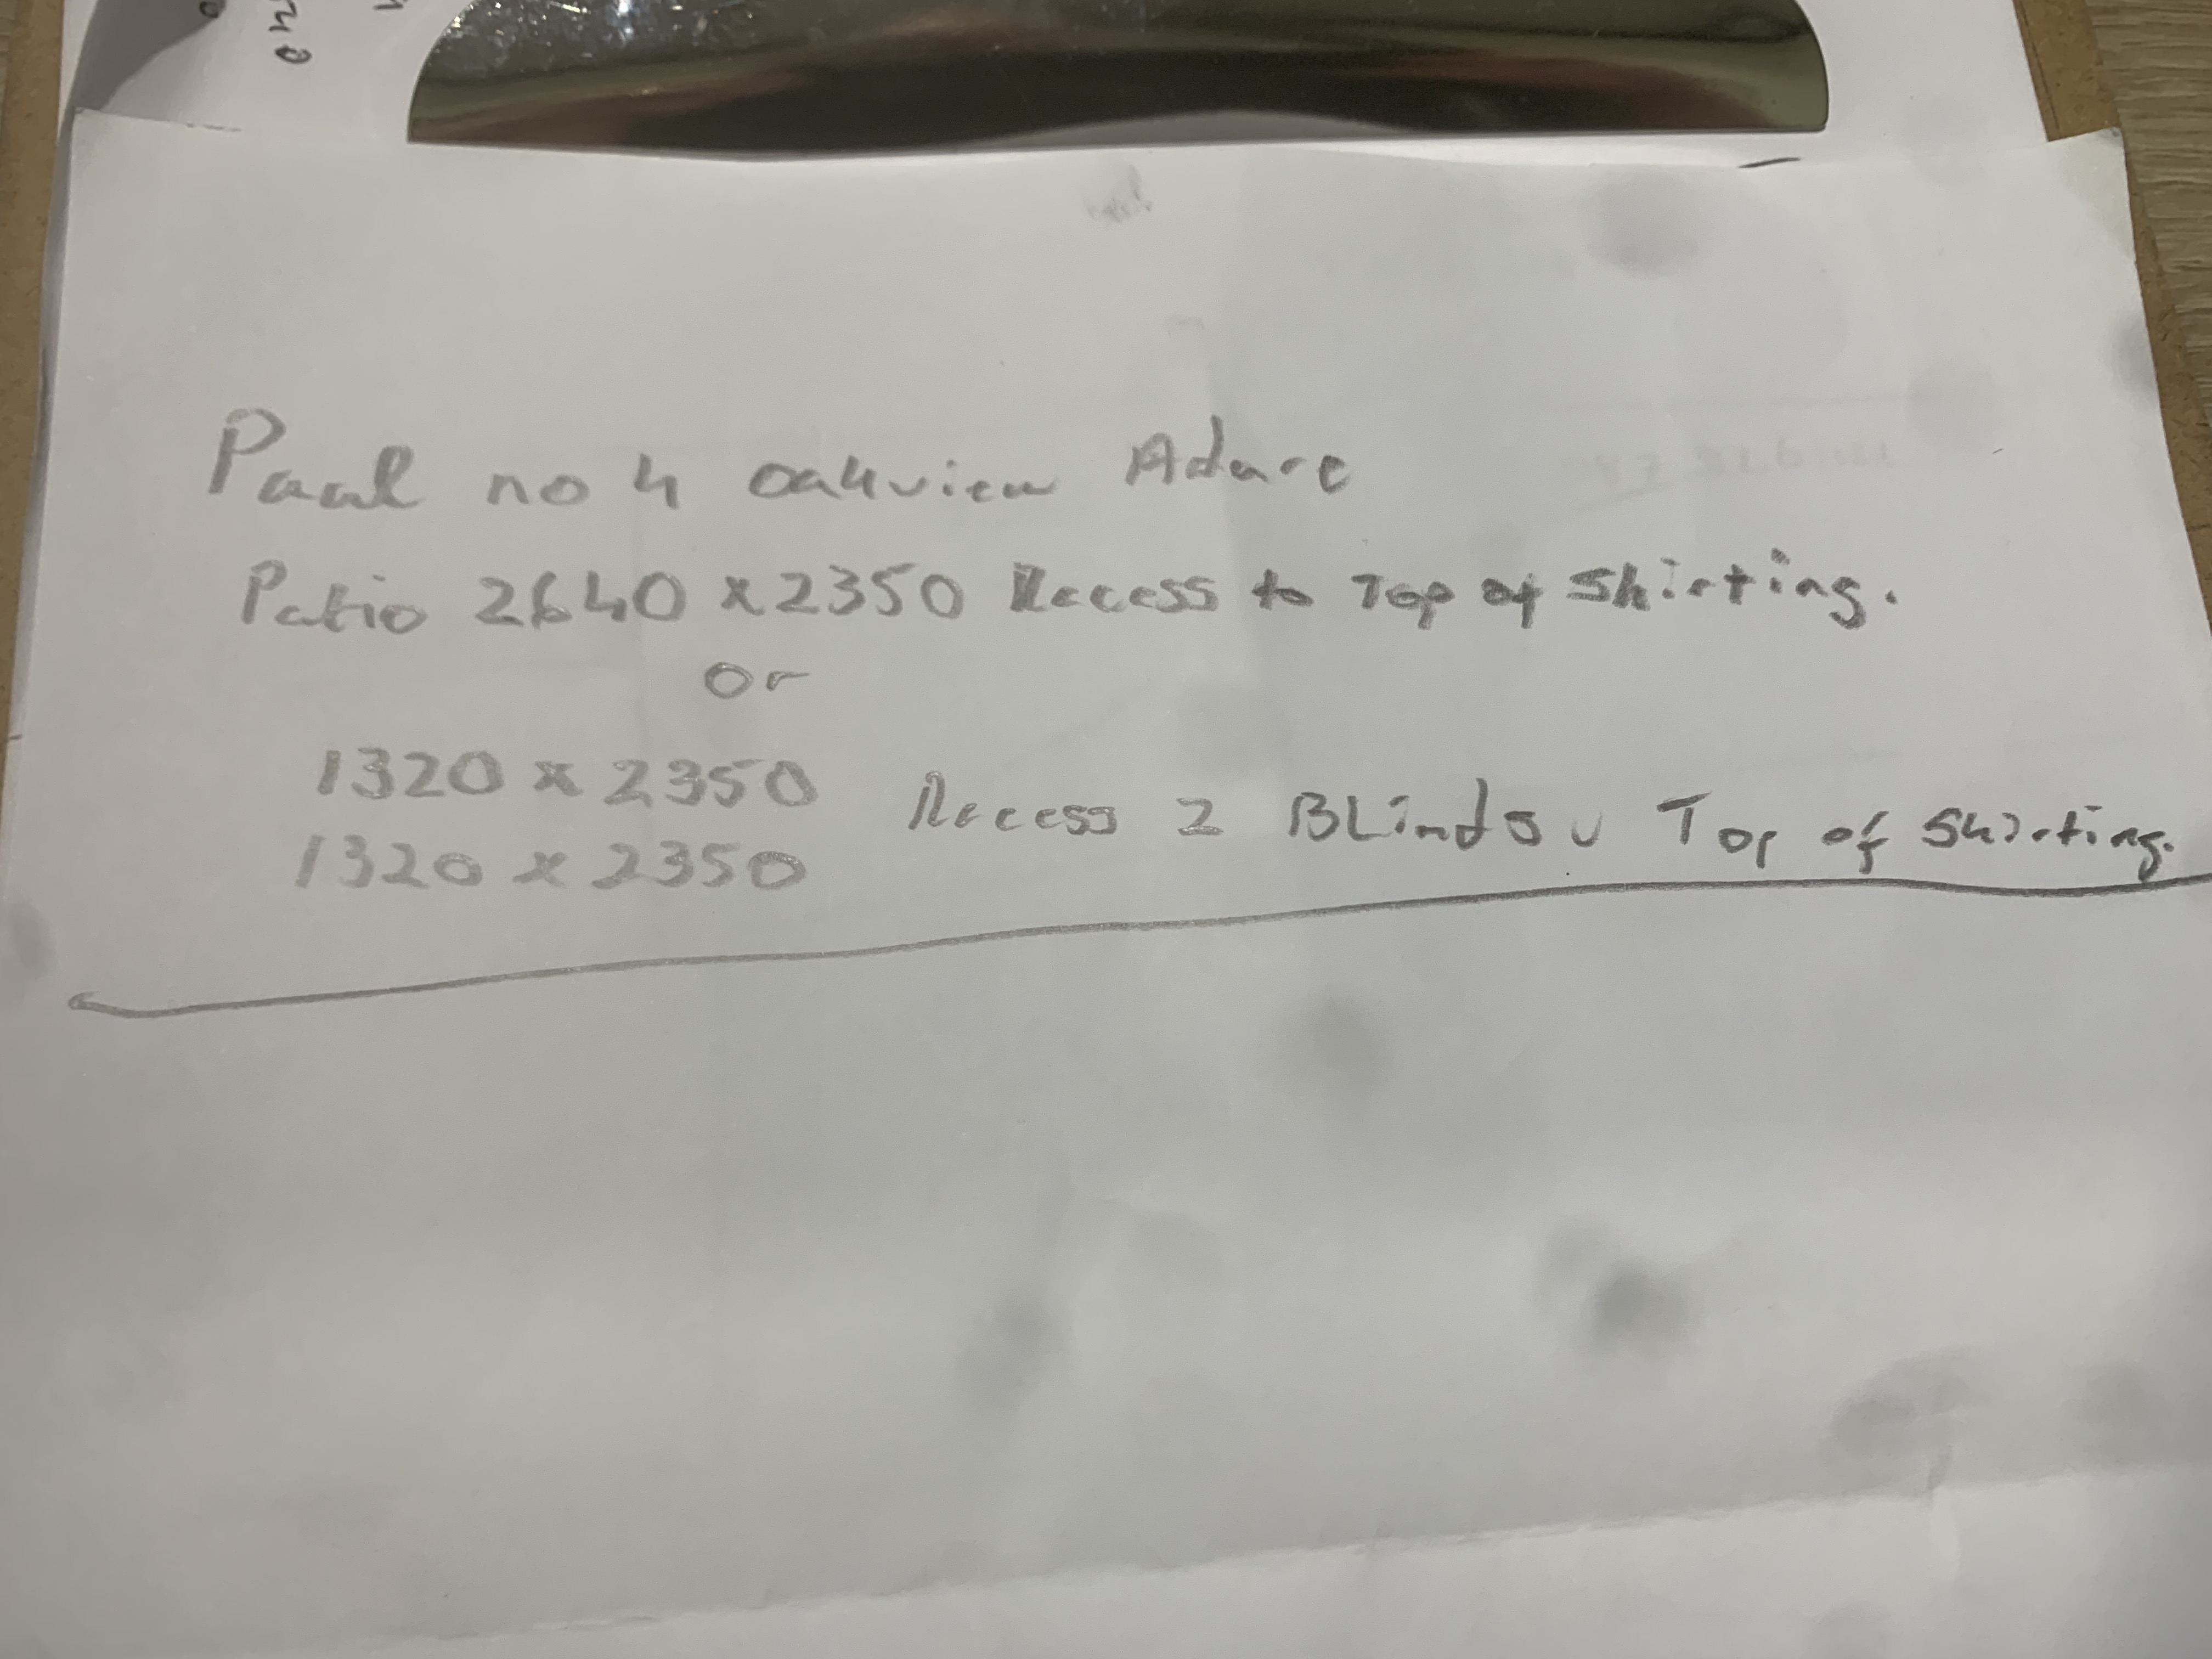 Paul no 4 oakview Adare
Patio 2640 x 2350 Recess to Top of Skirting.
or
1320 x 2350
1320 x 2350 Recess 2 BLinds Top of Skirting.